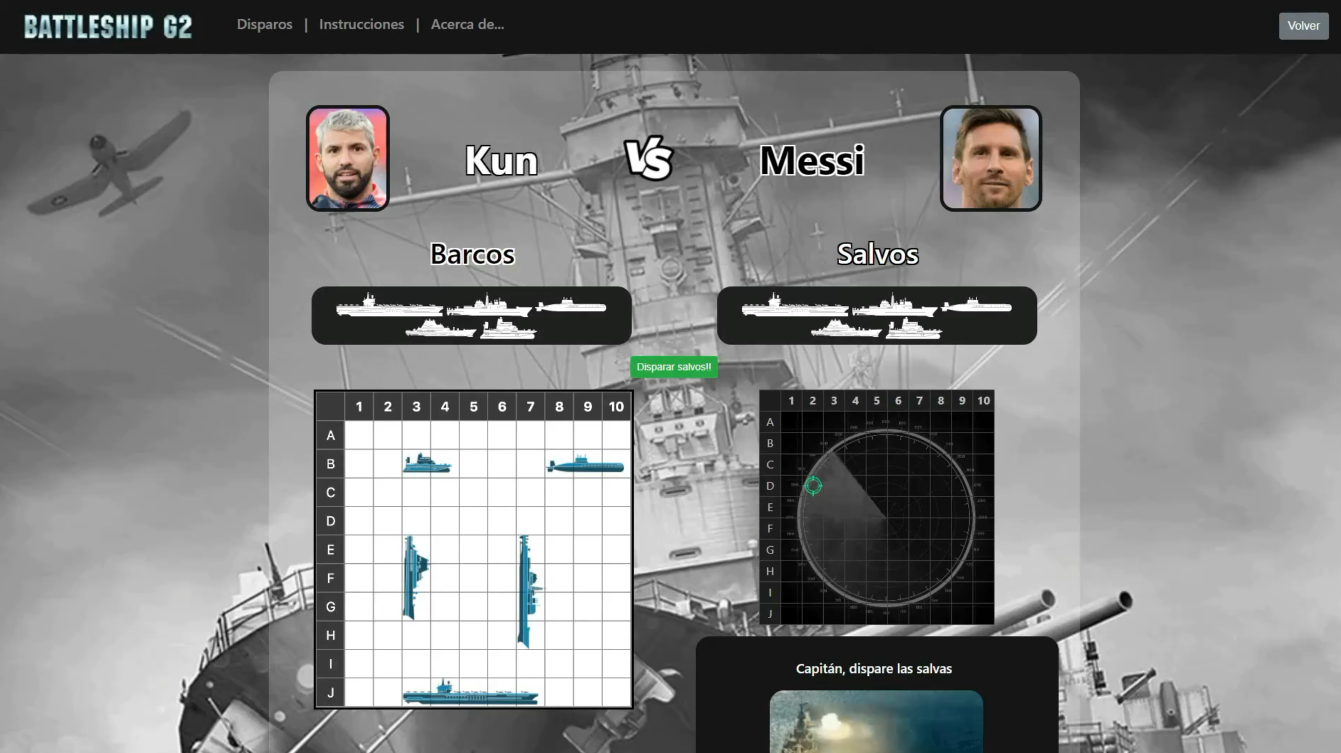 BATTLESHIP G2
Disparos | Instrucciones | Acerca de...
Volver
Kun
VS
Messi
Barcos
Salvos
Disparar salvos!!
1 2 3 4 5 6 7 8 9 10
A
B
C
D
E
F
G
H
I
J
1 2 3 4 5 6 7 8 9 10
A
B
C
D
E
F
G
H
I
J
Capitán, dispare las salvas